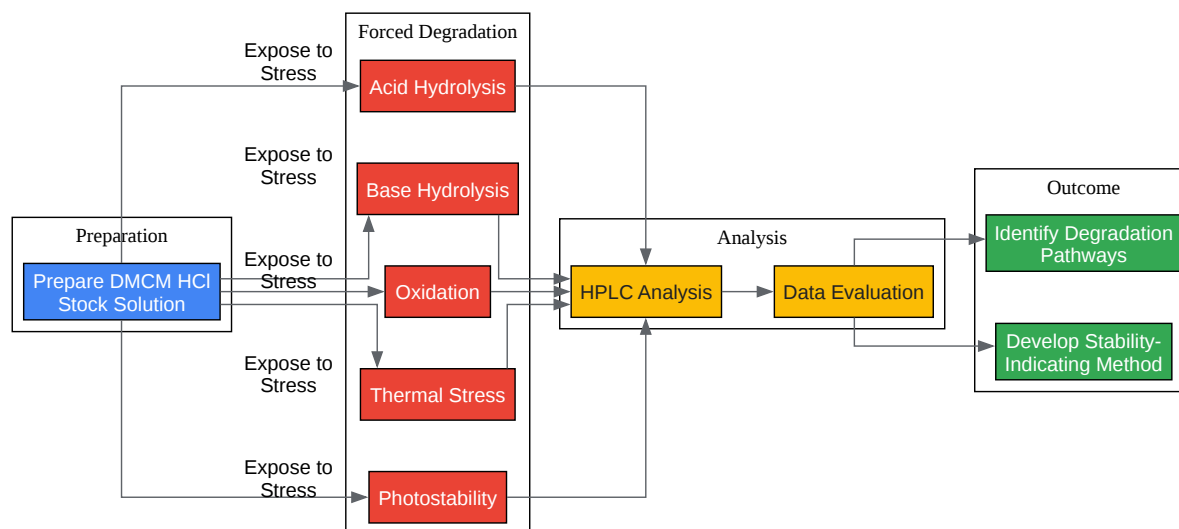 Preparation
Prepare DMCM HCl
Stock Solution
Expose to
Stress
Expose to
Stress
Expose to
Stress
Expose to
Stress
Expose to
Stress
Forced Degradation
Acid Hydrolysis
Base Hydrolysis
Oxidation
Thermal Stress
Photostability
Analysis
HPLC Analysis
Data Evaluation
Outcome
Identify Degradation
Pathways
Develop Stability-
Indicating Method